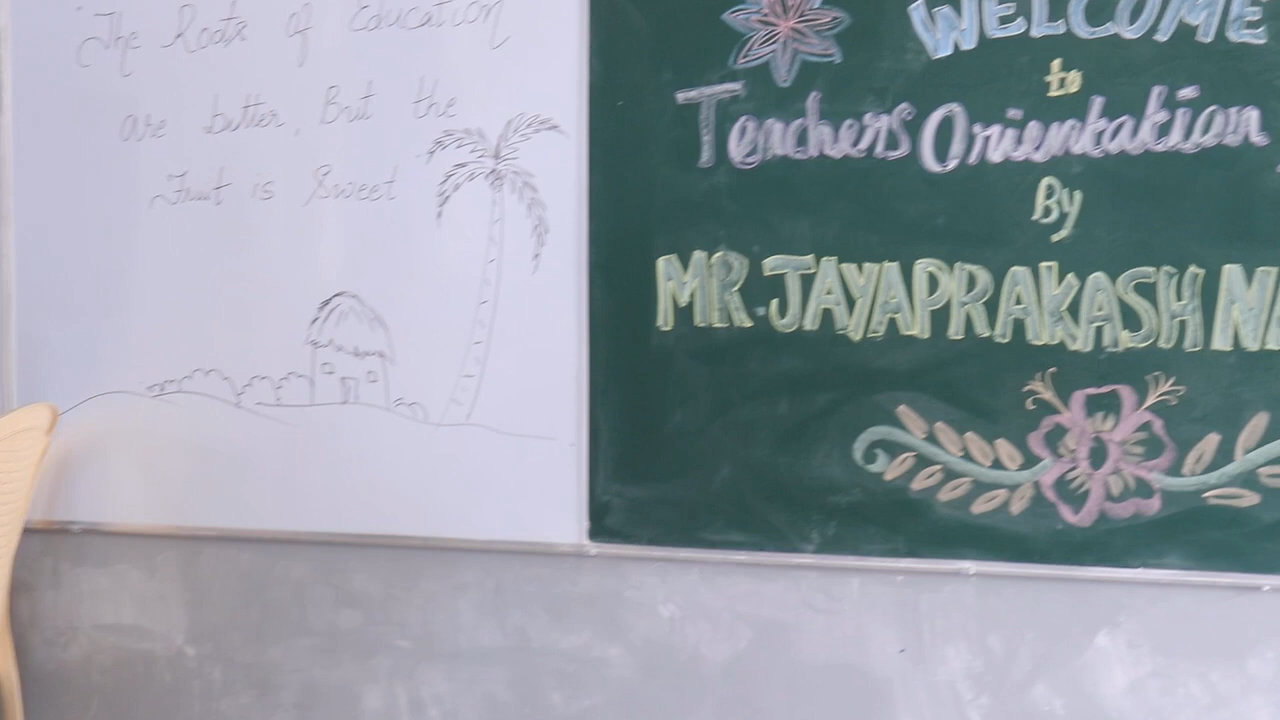 The Roots of Education
are bitter, But the
Fruit is Sweet
WELCOME
to
Teachers Orientation
By
MR. JAYAPRAKASH